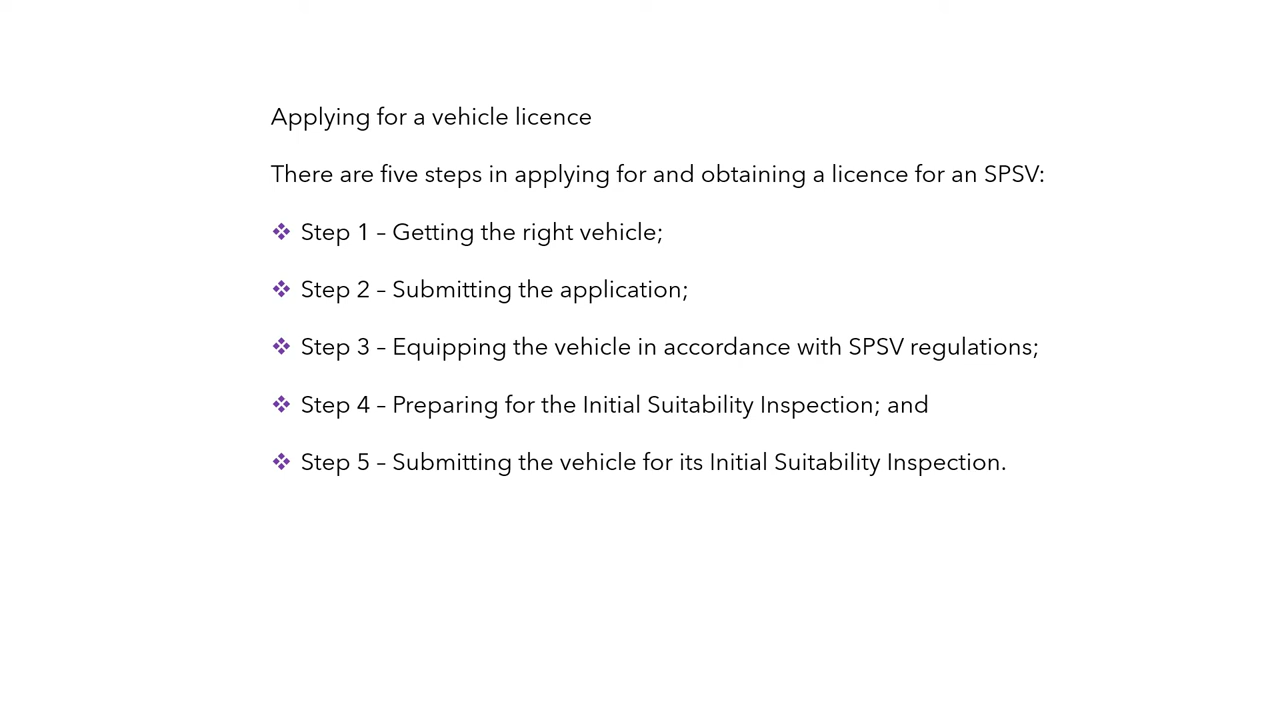 Applying for a vehicle licence
There are five steps in applying for and obtaining a licence for an SPSV:
❖ Step 1 – Getting the right vehicle;
❖ Step 2 – Submitting the application;
❖ Step 3 – Equipping the vehicle in accordance with SPSV regulations;
❖ Step 4 – Preparing for the Initial Suitability Inspection; and
❖ Step 5 – Submitting the vehicle for its Initial Suitability Inspection.